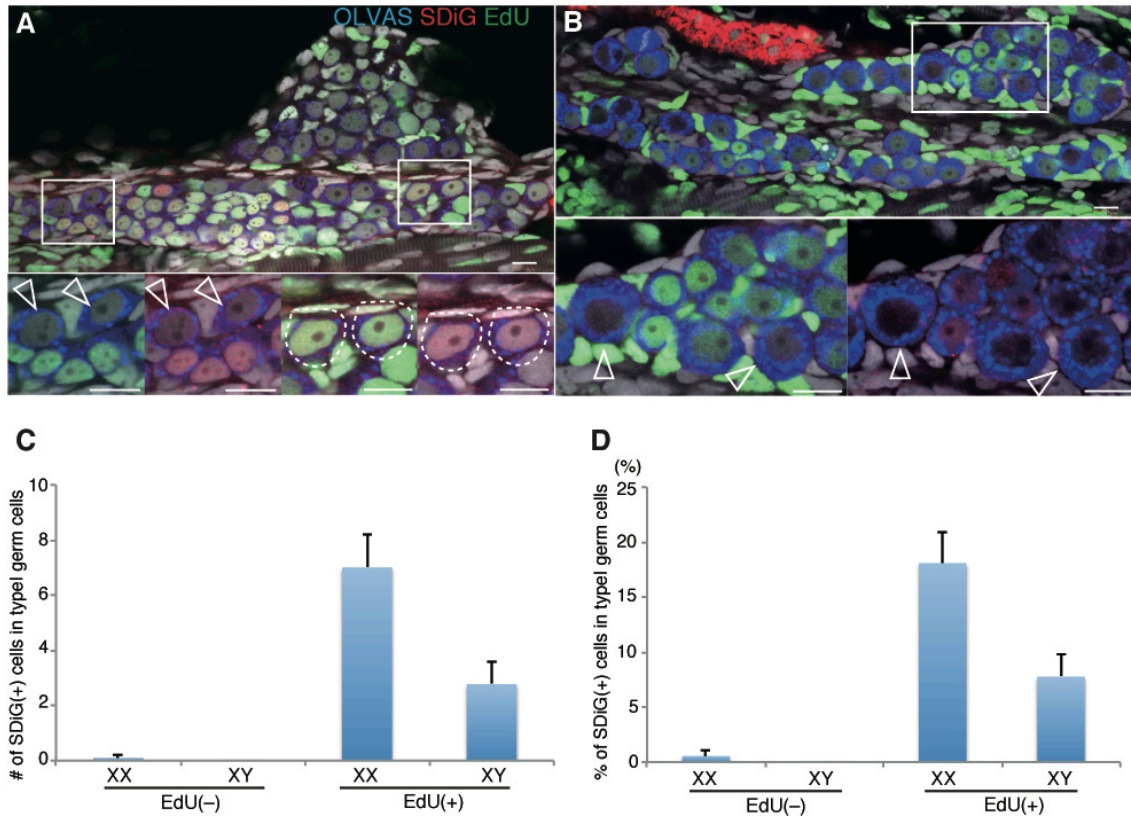 A
OLVAS SDiG EdU
B
C
# of SDiG(+) cells in typeI germ cells
10
8
6
4
2
0
XX
XY
XX
XY
EdU(–)
EdU(+)
D
(%)
% of SDiG(+) cells in typeI germ cells
25
20
15
10
5
0
XX
XY
XX
XY
EdU(–)
EdU(+)